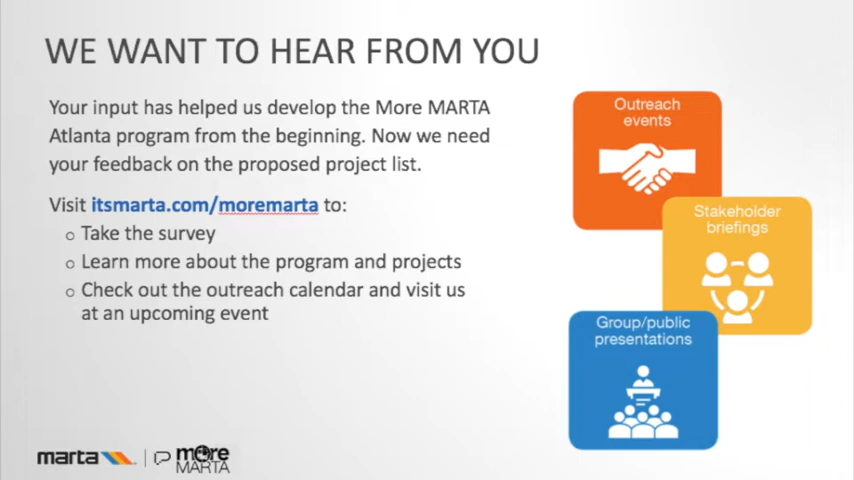 WE WANT TO HEAR FROM YOU
Your input has helped us develop the More MARTA
Atlanta program from the beginning. Now we need
your feedback on the proposed project list.
Visit itsmarta.com/moremarta to:
o Take the survey
o Learn more about the program and projects
o Check out the outreach calendar and visit us
at an upcoming event
Outreach
events
Stakeholder
briefings
Group/public
presentations
marta
more
MARTA